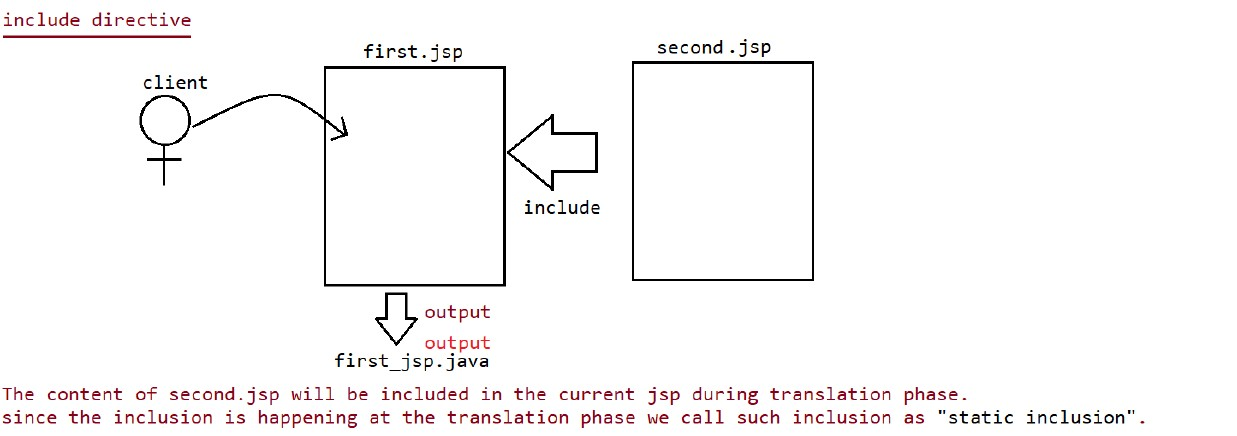 include directive
first.jsp
second.jsp
client
include
output
output
first_jsp.java
The content of second.jsp will be included in the current jsp during translation phase.
since the inclusion is happening at the translation phase we call such inclusion as "static inclusion".